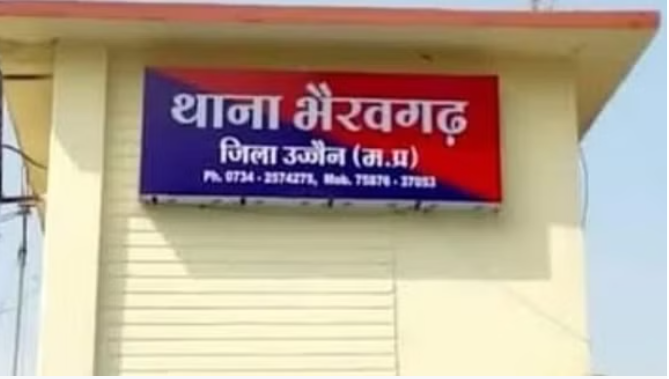 थाना भैरवगढ़
जिला उज्जैन (म.प्र)
Ph. 0734 - 2574275, Mob. 75876 - 37053